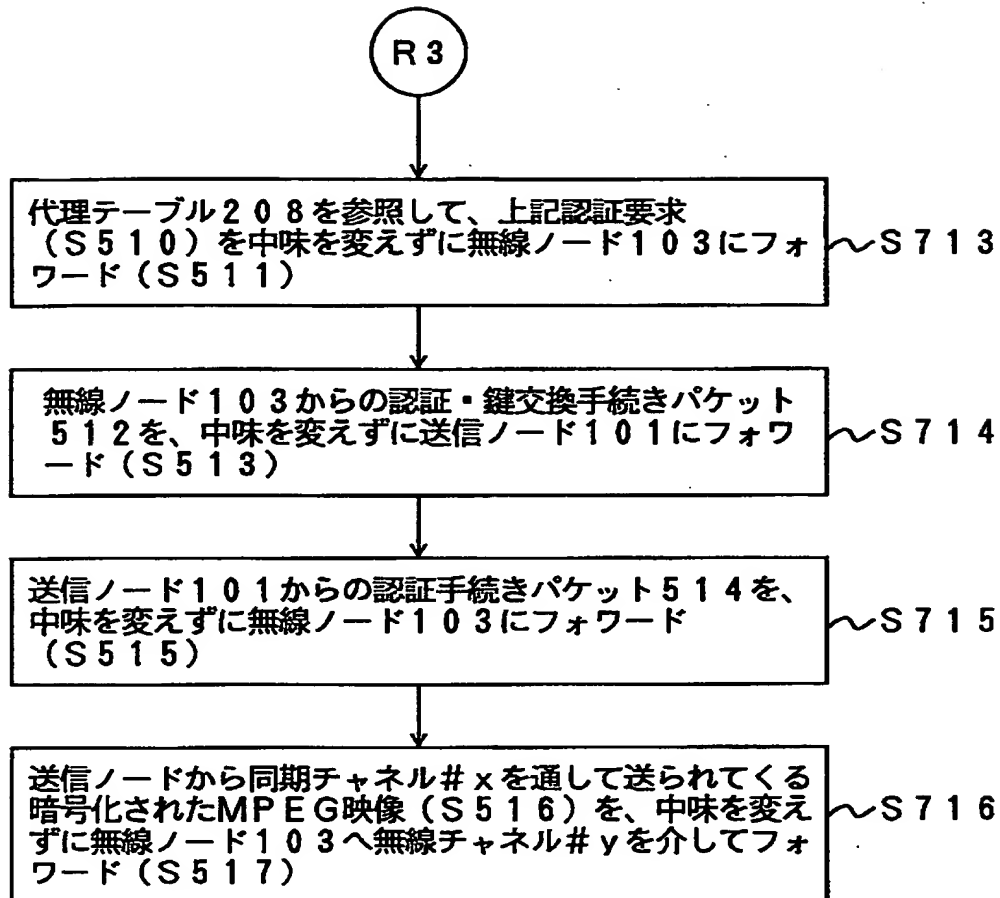 R3
代理テーブル208を参照して、上記認証要求
(S510)を中味を変えずに無線ノード103にフォ
ワード(S511)
S713
無線ノード103からの認証・鍵交換手続きパケット
512を、中味を変えずに送信ノード101にフォワ
ード(S513)
S714
送信ノード101からの認証手続きパケット514を、
中味を変えずに無線ノード103にフォワード
(S515)
S715
送信ノードから同期チャネル#xを通して送られてくる
暗号化されたMPEG映像(S516)を、中味を変え
ずに無線ノード103へ無線チャネル#yを介してフォ
ワード(S517)
S716